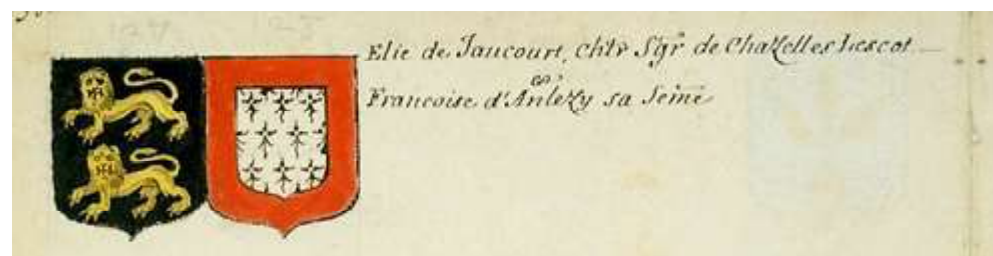 Elie de Jaucourt, chlr Sgr de Chazelles Lescot
&
Francoise d'Anlezy sa feme